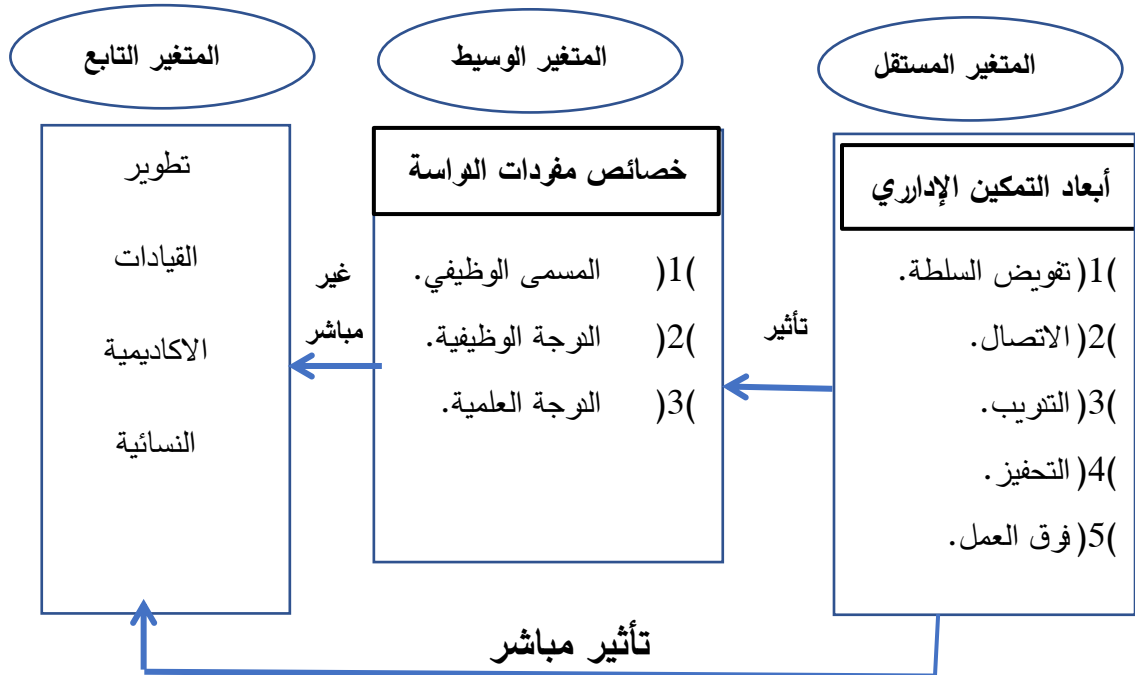 المتغير المستقل
المتغير الوسيط
المتغير التابع
أبعاد التمكين الإداري
)1( تفويض السلطة.
)2( الاتصال.
)3( التدريب.
)4( التحفيز.
)5( فرق العمل.
تأثير
خصائص مفردات الدراسة
)1( المسمى الوظيفي.
)2( الدرجة الوظيفية.
)3( الدرجة العلمية.
غير
مباشر
تطوير
القيادات
الاكاديمية
النسائية
تأثير مباشر